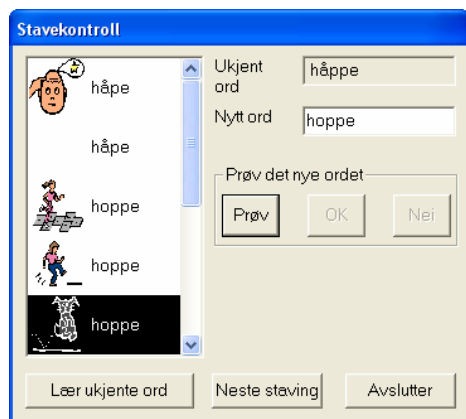 Stavekontroll
håpe
håpe
hoppe
hoppe
hoppe
Ukjent ord
håppe
Nytt ord
hoppe
Prøv det nye ordet
Prøv
OK
Nei
Lær ukjente ord
Neste staving
Avslutter